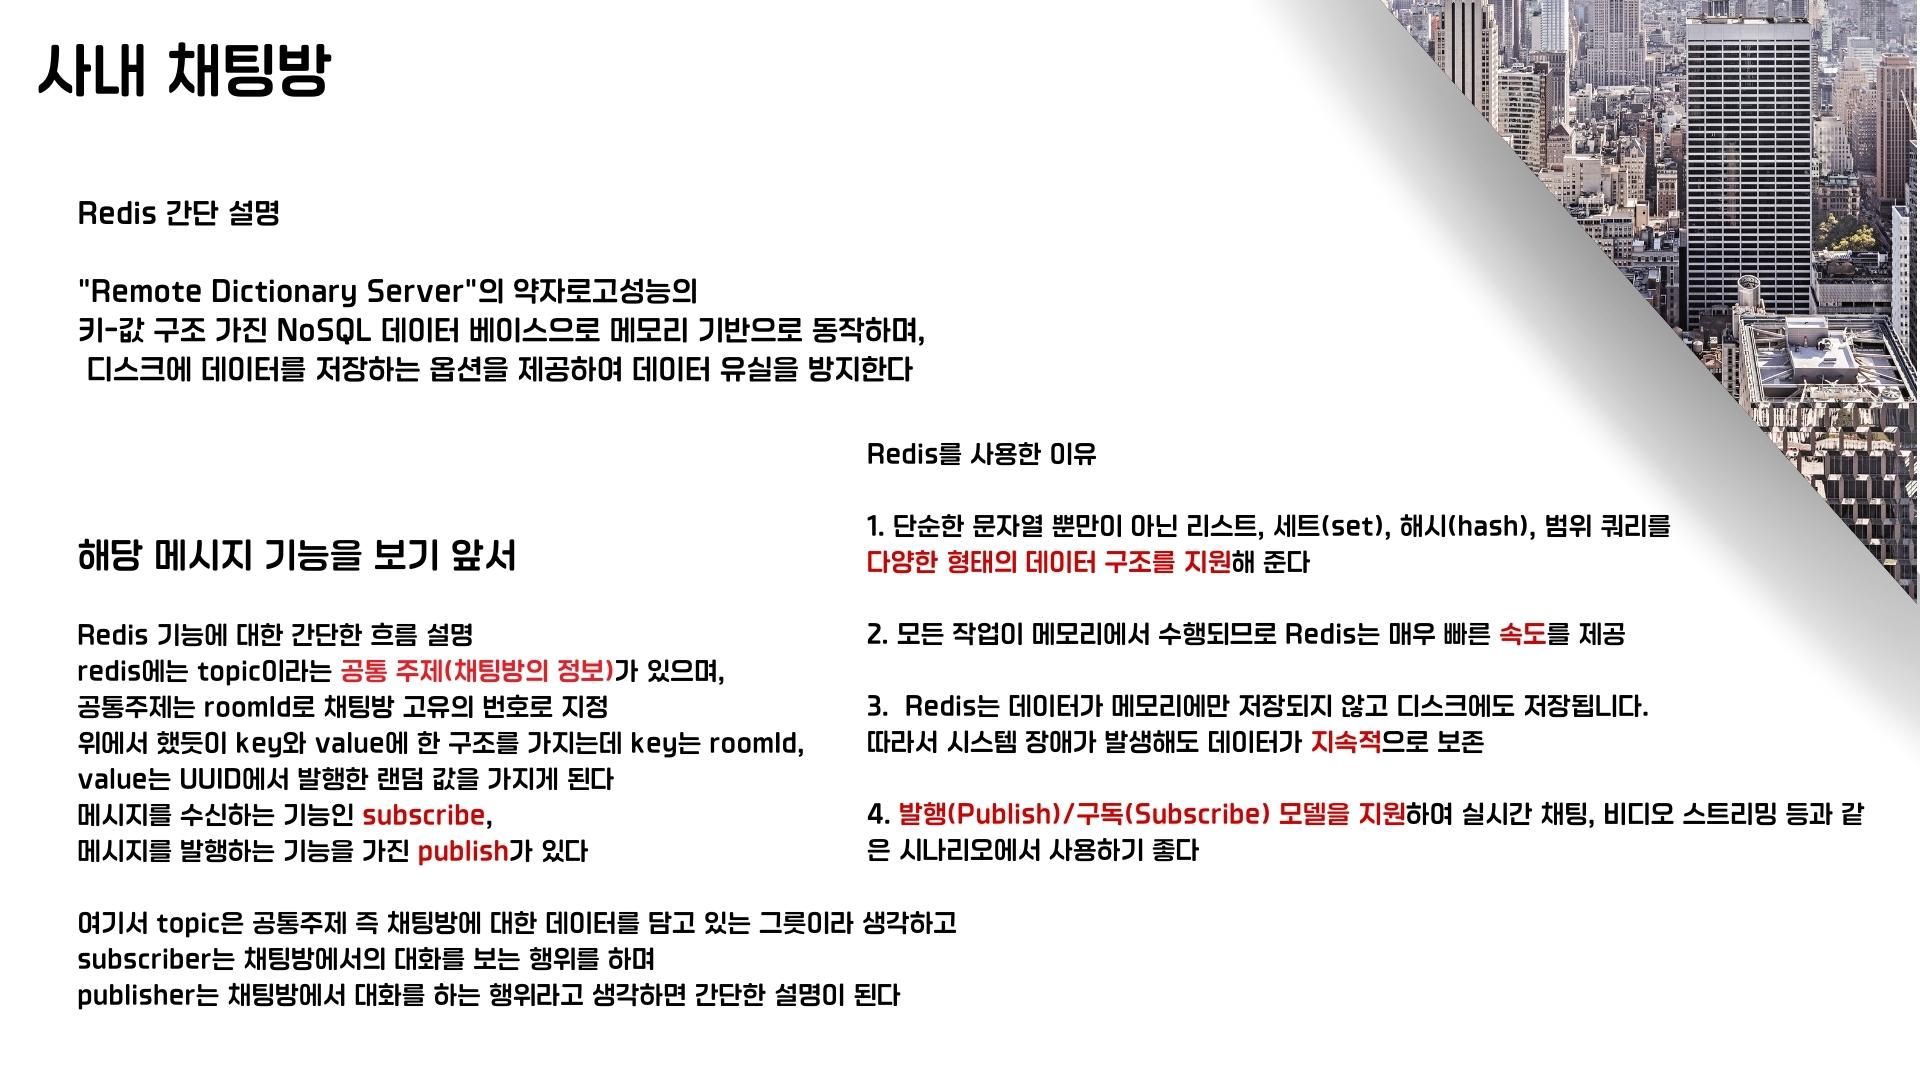 사내 채팅방
Redis 간단 설명
"Remote Dictionary Server"의 약자로고성능의
키-값 구조 가진 NoSQL 데이터 베이스으로 메모리 기반으로 동작하며,
디스크에 데이터를 저장하는 옵션을 제공하여 데이터 유실을 방지한다
해당 메시지 기능을 보기 앞서
Redis 기능에 대한 간단한 흐름 설명
redis에는 topic이라는 공통 주제(채팅방의 정보)가 있으며,
공통주제는 roomId로 채팅방 고유의 번호로 지정
위에서 했듯이 key와 value에 한 구조를 가지는데 key는 roomId,
value는 UUID에서 발행한 랜덤 값을 가지게 된다
메시지를 수신하는 기능인 subscribe,
메시지를 발행하는 기능을 가진 publish가 있다
여기서 topic은 공통주제 즉 채팅방에 대한 데이터를 담고 있는 그릇이라 생각하고
subscriber는 채팅방에서의 대화를 보는 행위를 하며
publisher는 채팅방에서 대화를 하는 행위라고 생각하면 간단한 설명이 된다
Redis를 사용한 이유
1. 단순한 문자열 뿐만이 아닌 리스트, 세트(set), 해시(hash), 범위 쿼리를
다양한 형태의 데이터 구조를 지원해 준다
2. 모든 작업이 메모리에서 수행되므로 Redis는 매우 빠른 속도를 제공
3. Redis는 데이터가 메모리에만 저장되지 않고 디스크에도 저장됩니다.
따라서 시스템 장애가 발생해도 데이터가 지속적으로 보존
4. 발행(Publish)/구독(Subscribe) 모델을 지원하여 실시간 채팅, 비디오 스트리밍 등과 같
은 시나리오에서 사용하기 좋다